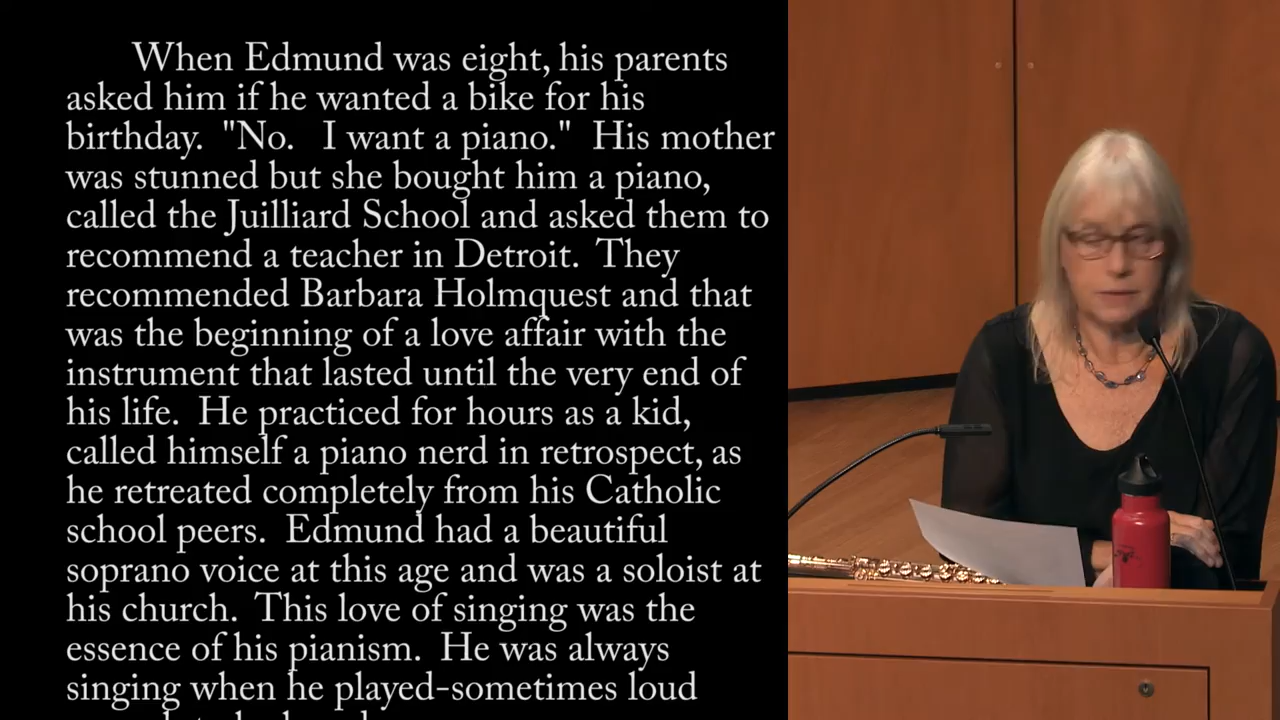 When Edmund was eight, his parents
asked him if he wanted a bike for his
birthday.  "No.   I want a piano."  His mother
was stunned but she bought him a piano,
called the Juilliard School and asked them to
recommend a teacher in Detroit.  They
recommended Barbara Holmquest and that
was the beginning of a love affair with the
instrument that lasted until the very end of
his life.  He practiced for hours as a kid,
called himself a piano nerd in retrospect, as
he retreated completely from his Catholic
school peers.  Edmund had a beautiful
soprano voice at this age and was a soloist at
his church.  This love of singing was the
essence of his pianism.  He was always
singing when he played-sometimes loud